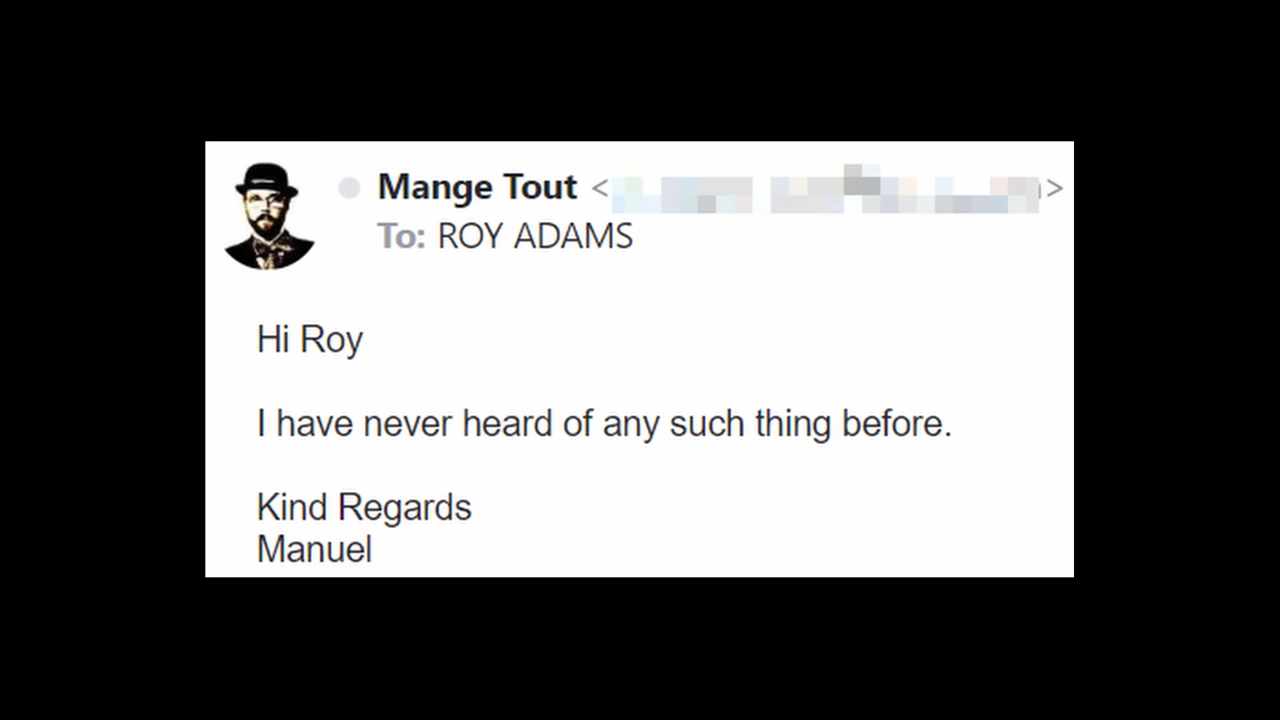 Mange Tout < >
To: ROY ADAMS
Hi Roy
I have never heard of any such thing before.
Kind Regards
Manuel